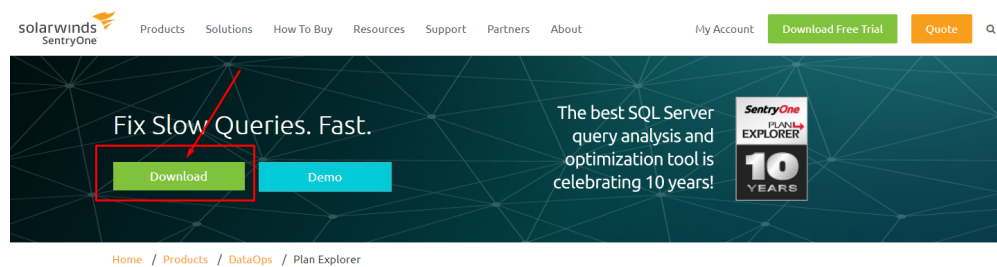 solarwinds
SentryOne
Products Solutions How To Buy Resources Support Partners About My Account Download Free Trial Quote
Fix Slow Queries. Fast.
Download Demo
The best SQL Server
query analysis and
optimization tool is
celebrating 10 years!
SentryOne
PLAN
EXPLORER
10
YEARS
Home / Products / DataOps / Plan Explorer